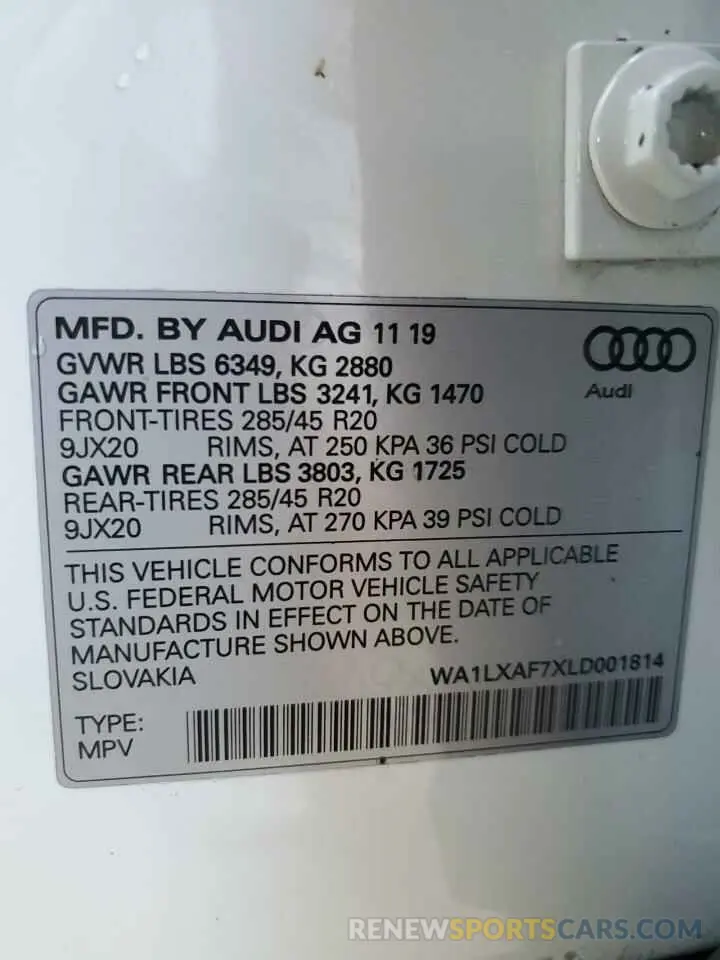 MFD. BY AUDI AG 11 19
GVWR LBS 6349, KG 2880
GAWR FRONT LBS 3241, KG 1470
Audi
FRONT-TIRES 285/45 R20
9JX20 RIMS, AT 250 KPA 36 PSI COLD
GAWR REAR LBS 3803, KG 1725
REAR-TIRES 285/45 R20
9JX20 RIMS, AT 270 KPA 39 PSI COLD
THIS VEHICLE CONFORMS TO ALL APPLICABLE
U.S. FEDERAL MOTOR VEHICLE SAFETY
STANDARDS IN EFFECT ON THE DATE OF
MANUFACTURE SHOWN ABOVE.
SLOVAKIA WA1LXAF7XLD001814
TYPE:
MPV
RENEWSPORTSCARS.COM